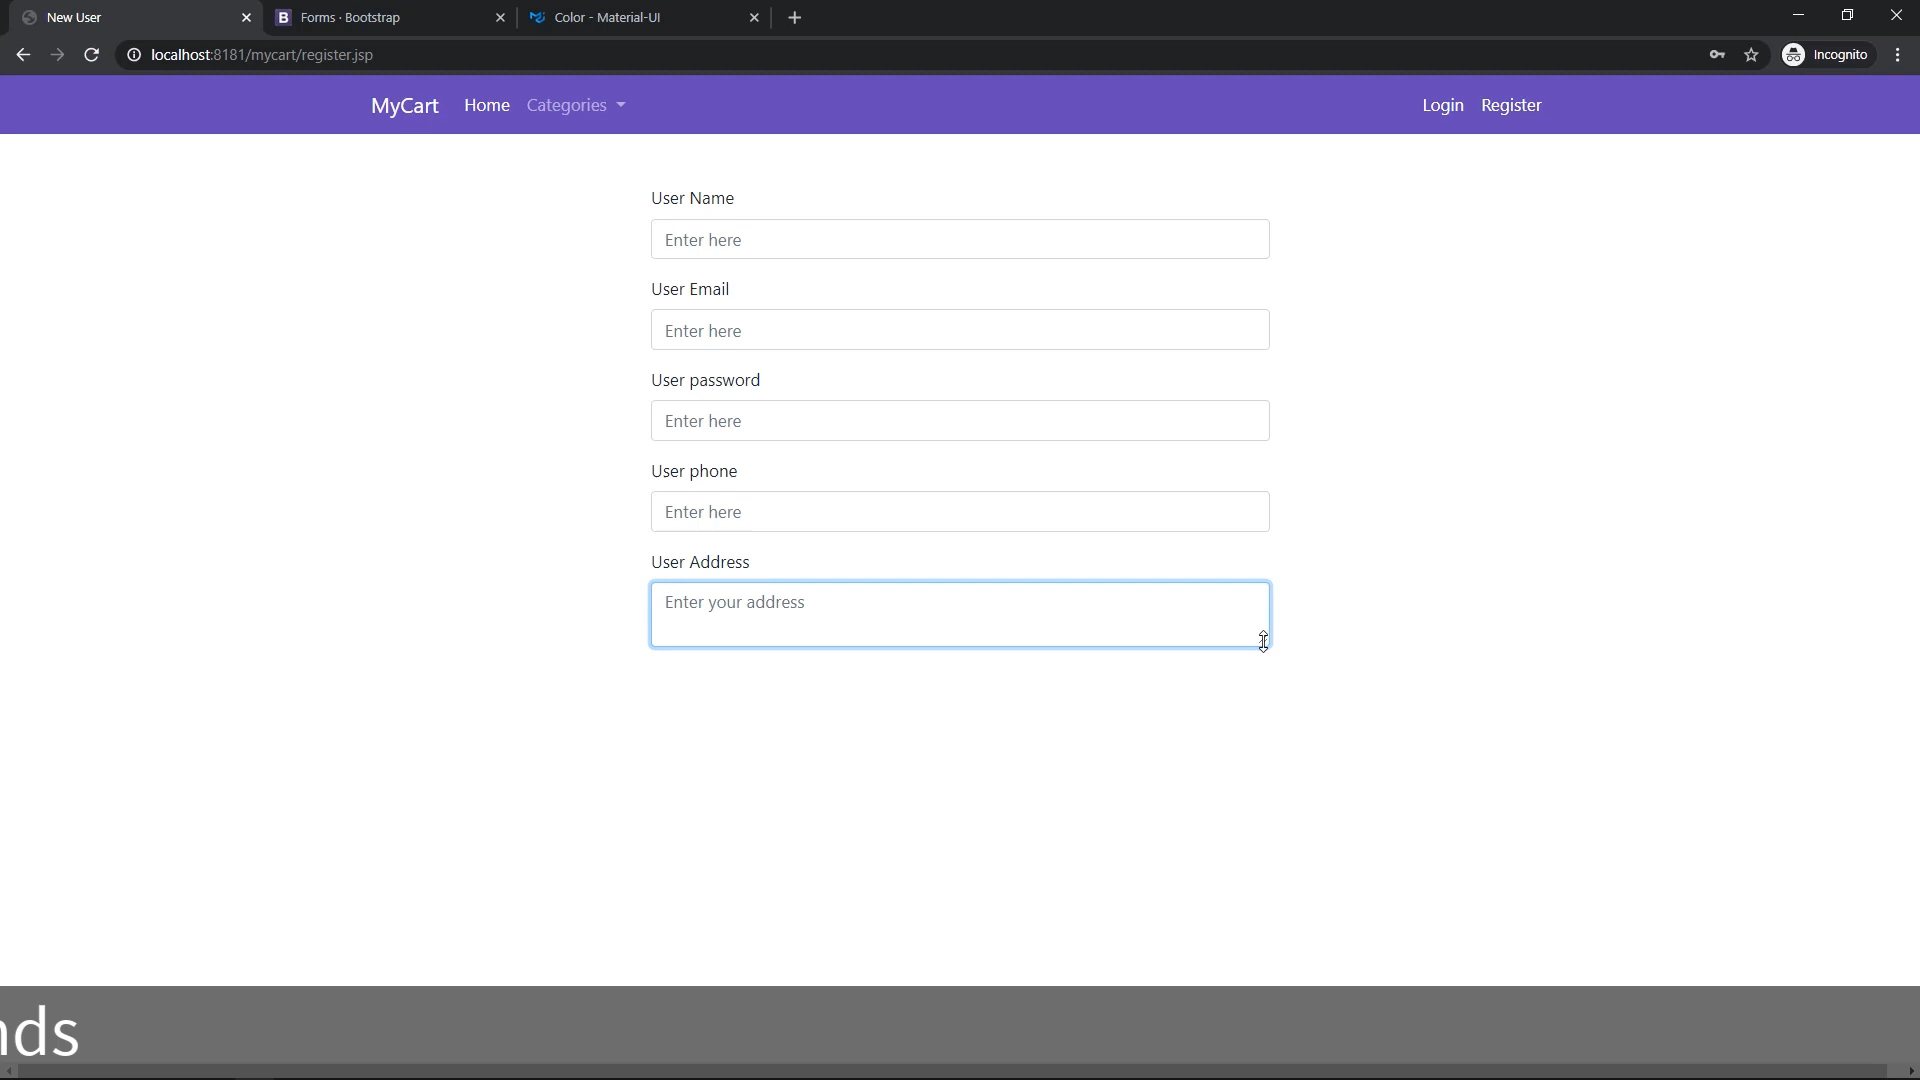 New User
Forms · Bootstrap
Color - Material-UI
localhost:8181/mycart/register.jsp
Incognito
MyCart
Home
Categories
Login
Register
User Name
Enter here
User Email
Enter here
User password
Enter here
User phone
Enter here
User Address
Enter your address